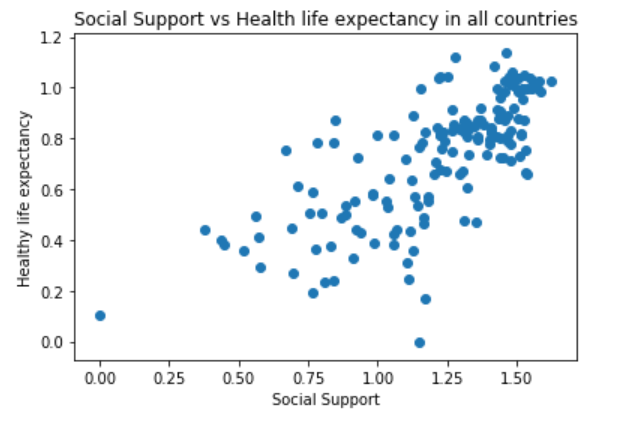 Social Support vs Health life expectancy in all countries
1.2
1.0
0.8
0.6
0.4
0.2
0.0
Healthy life expectancy
0.00 0.25 0.50 0.75 1.00 1.25 1.50
Social Support